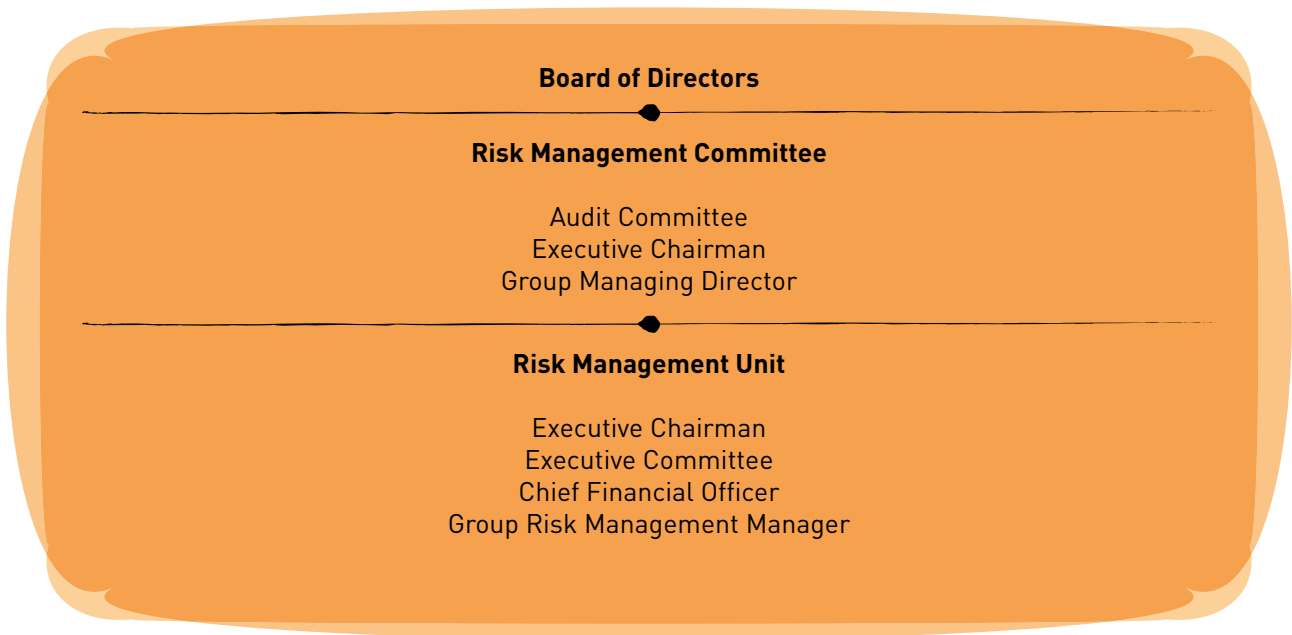 Board of Directors
Risk Management Committee
Audit Committee
Executive Chairman
Group Managing Director
Risk Management Unit
Executive Chairman
Executive Committee
Chief Financial Officer
Group Risk Management Manager